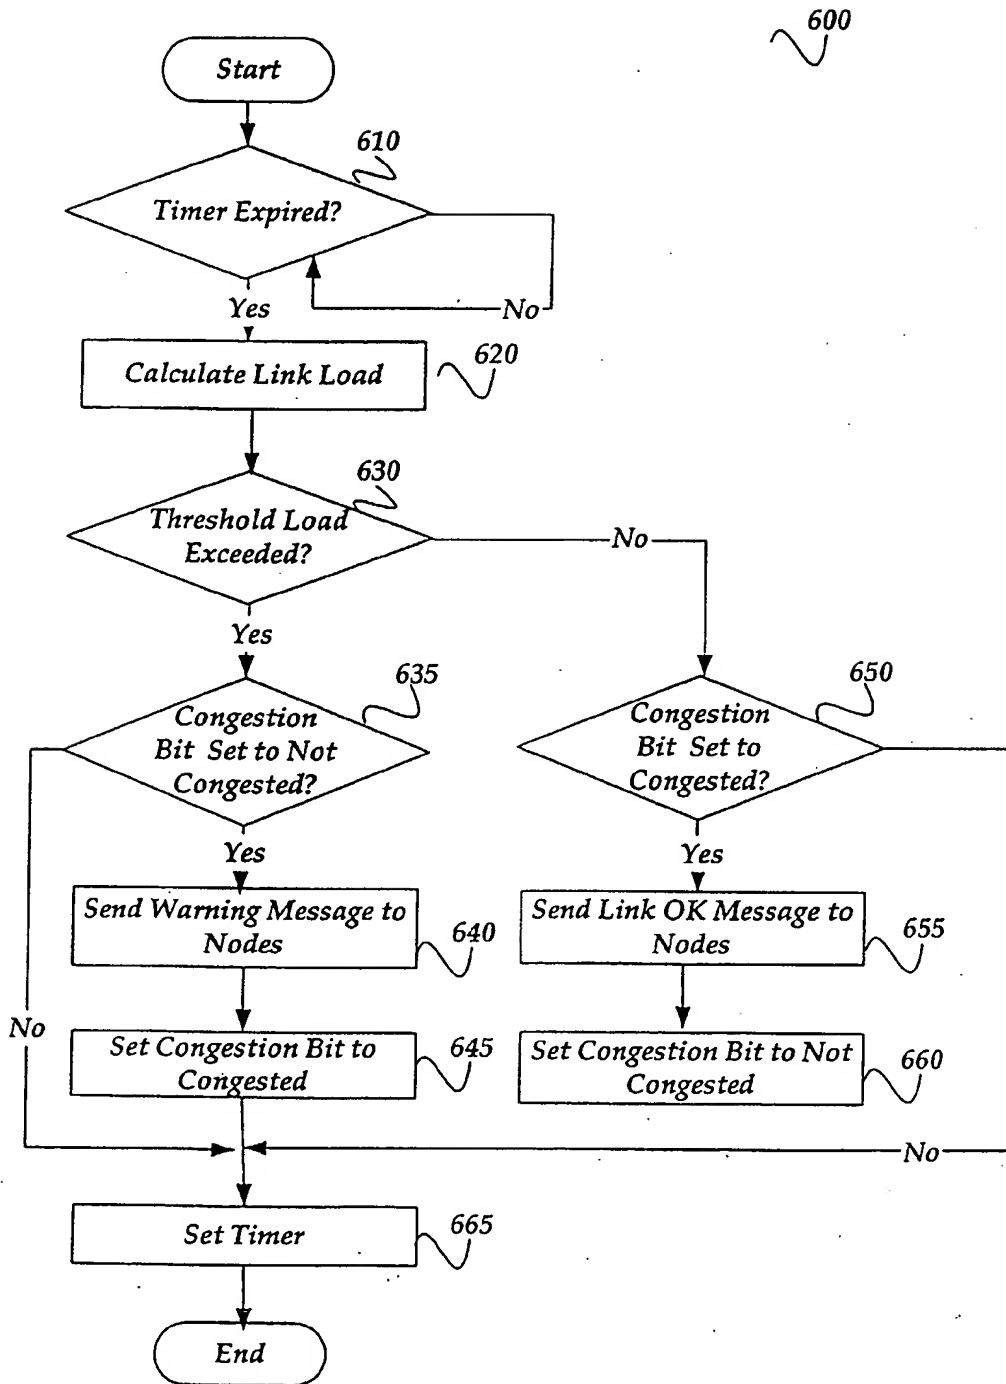 600
Start
610
Timer Expired?
Yes
No
Calculate Link Load
620
630
Threshold Load
Exceeded?
No
Yes
635
650
Congestion
Bit Set to Not
Congested?
Congestion
Bit Set to
Congested?
Yes
Yes
Send Warning Message to
Nodes
640
Send Link OK Message to
Nodes
655
No
Set Congestion Bit to
Congested
645
Set Congestion Bit to Not
Congested
660
No
Set Timer
665
End